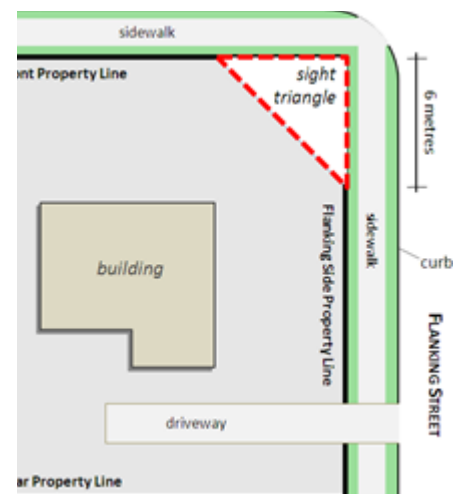 sidewalk
ont Property Line
sight
triangle
6 metres
building
Flanking Side Property Line
sidewalk
curb
FLANKING STREET
driveway
ar Property Line